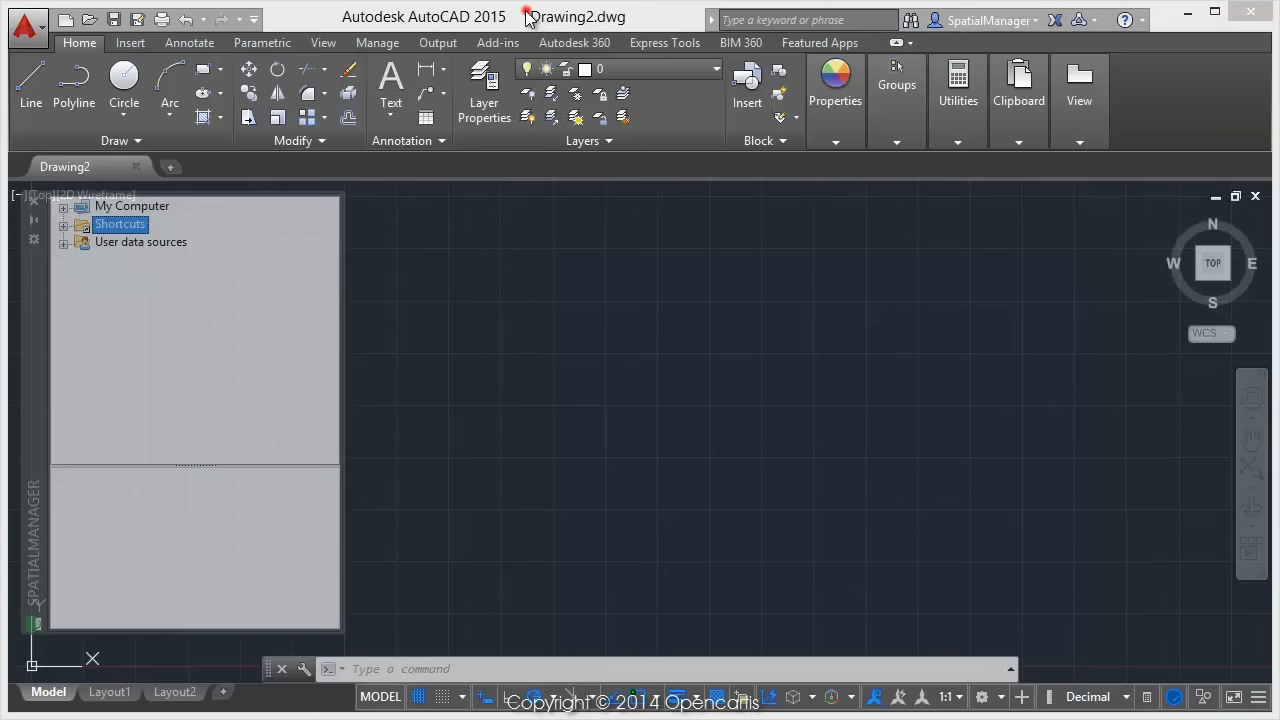 Autodesk AutoCAD 2015 Drawing2.dwg
Type a keyword or phrase
SpatialManager
Home Insert Annotate Parametric View Manage Output Add-ins Autodesk 360 Express Tools BIM 360 Featured Apps
Line Polyline Circle Arc
Text
Layer Properties
0
Insert
Properties Groups Utilities Clipboard View
Draw Modify Annotation Layers Block
Drawing2
[−][Top][2D Wireframe]
My Computer
Shortcuts
User data sources
N
W TOP E
S
WCS
SPATIALMANAGER
Y
X
Type a command
Model Layout1 Layout2
MODEL 1:1 Decimal
Copyright © 2014 Opencartis